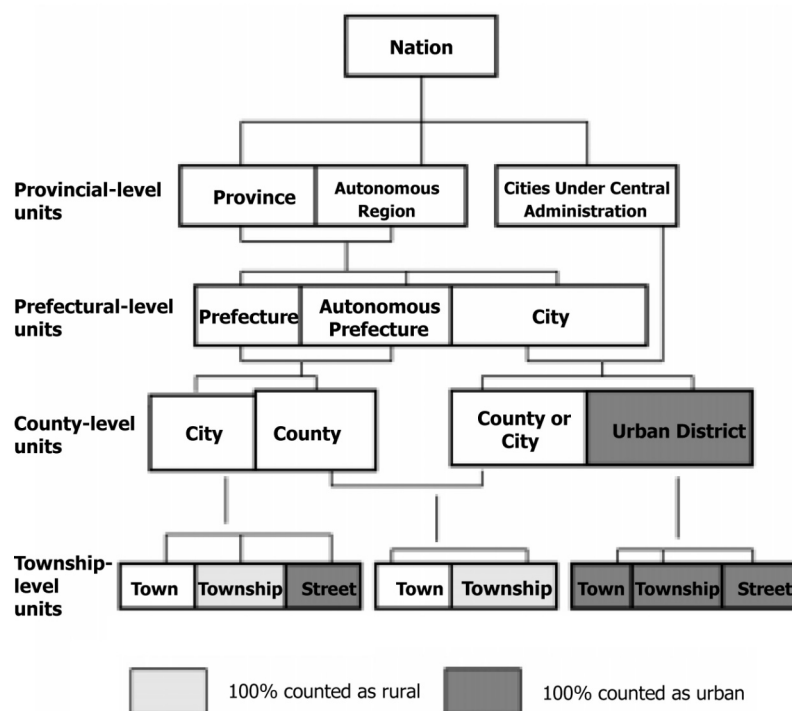 Nation
Provincial-level
units
Province
Autonomous
Region
Cities Under Central
Administration
Prefectural-level
units
Prefecture
Autonomous
Prefecture
City
County-level
units
City
County
County or
City
Urban District
Township-
level
units
Town
Township
Street
Town
Township
Town
Township
Street
100% counted as rural
100% counted as urban